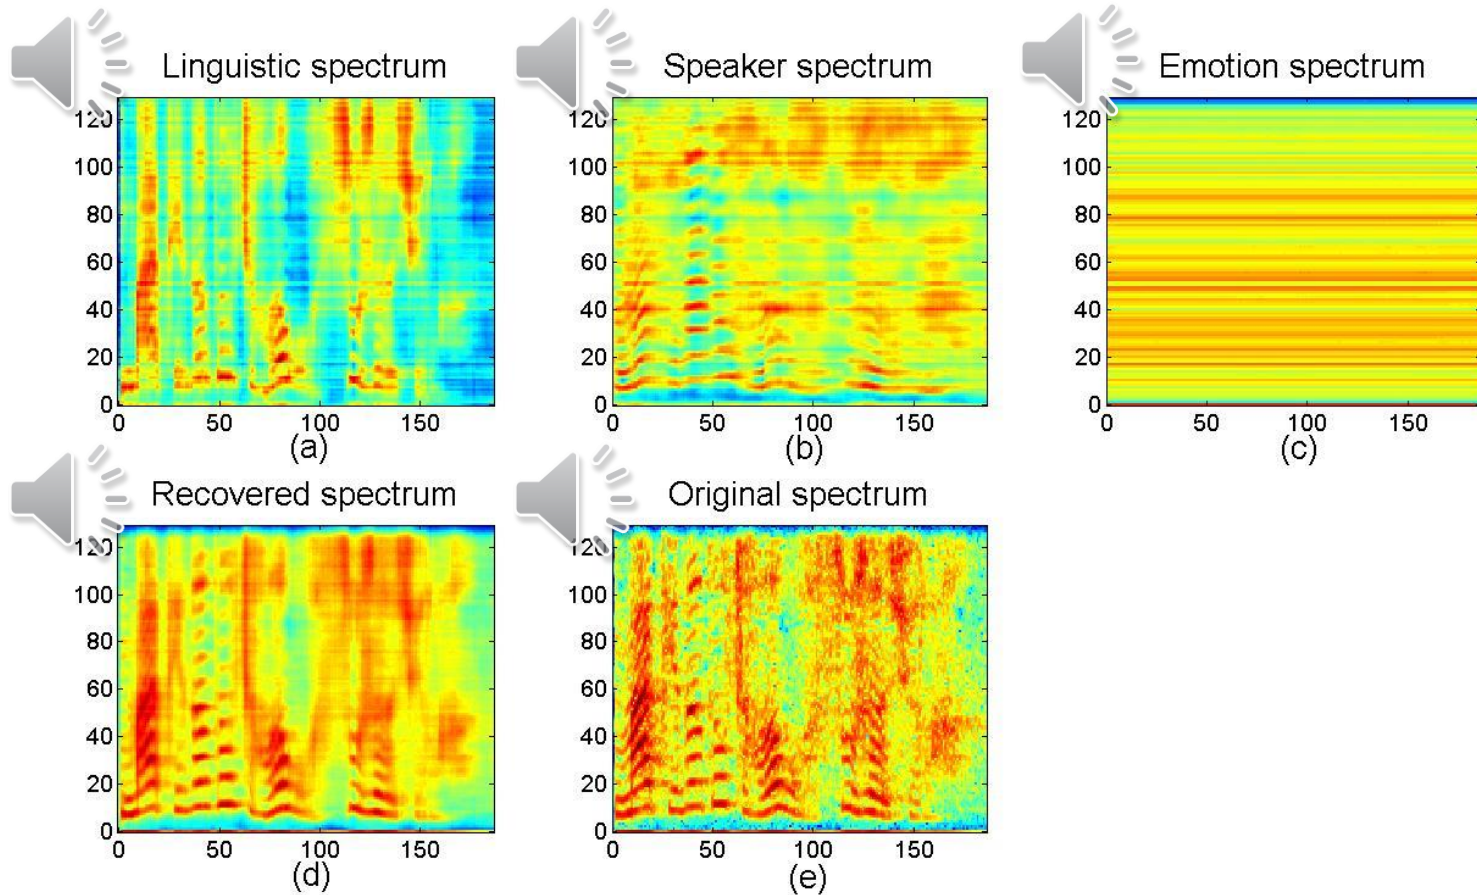 Linguistic spectrum
Speaker spectrum
Emotion spectrum
120
100
80
60
40
20
0
0 50 100 150
(a)
120
100
80
60
40
20
0
0 50 100 150
(b)
120
100
80
60
40
20
0
0 50 100 150
(c)
Recovered spectrum
Original spectrum
120
100
80
60
40
20
0
0 50 100 150
(d)
120
100
80
60
40
20
0
0 50 100 150
(e)